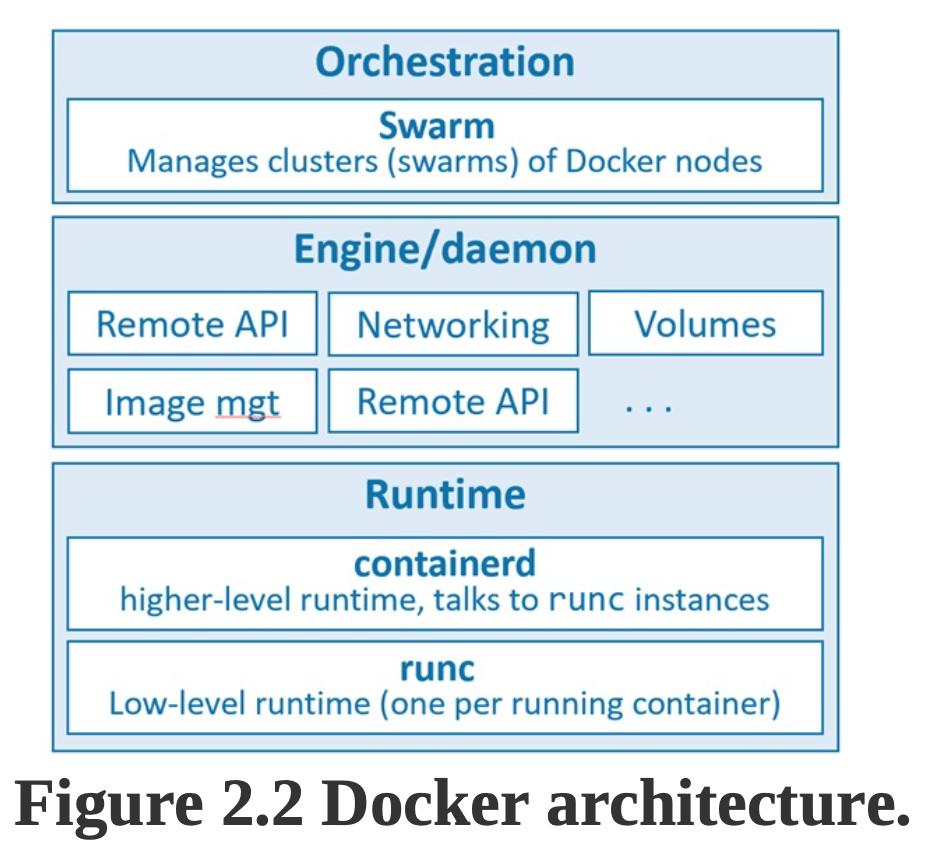 Orchestration
Swarm
Manages clusters (swarms) of Docker nodes
Engine/daemon
Remote API
Networking
Volumes
Image mgt
Remote API
. . .
Runtime
containerd
higher-level runtime, talks to runc instances
runc
Low-level runtime (one per running container)
Figure 2.2 Docker architecture.